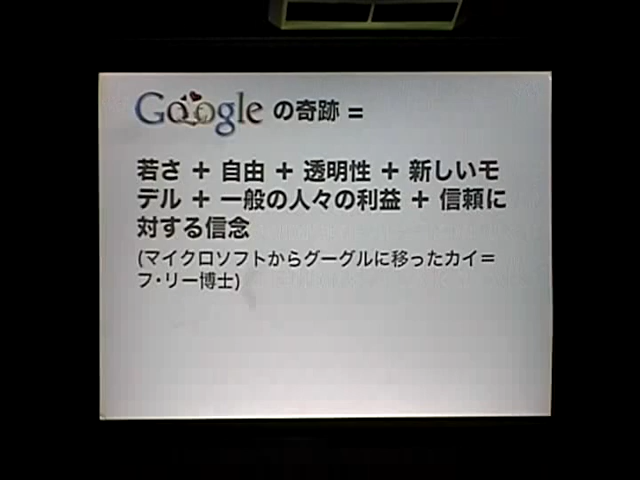 Google の奇跡 =
若さ + 自由 + 透明性 + 新しいモ
デル + 一般の人々の利益 + 信頼に
対する信念
(マイクロソフトからグーグルに移ったカイ＝
フ・リー博士)